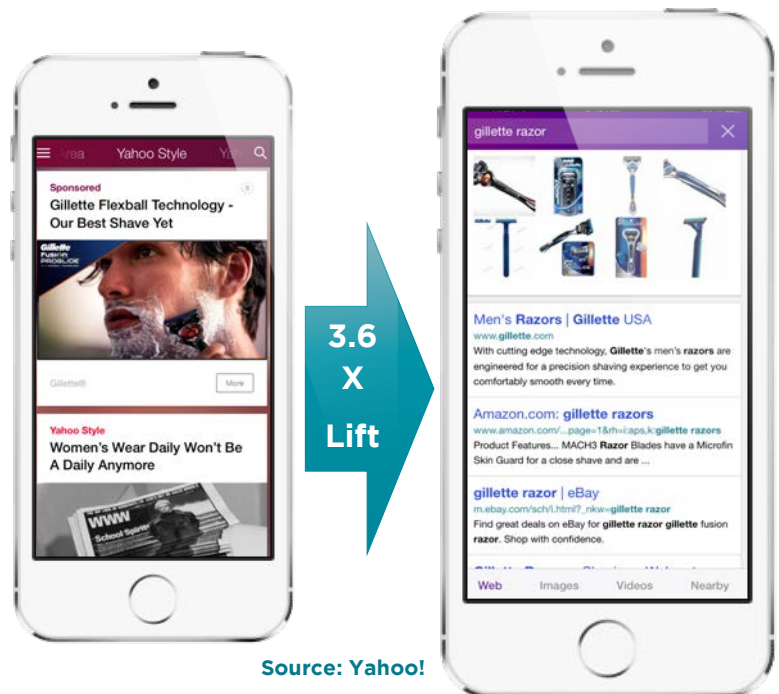 Area Yahoo Style Yah
Sponsored
Gillette Flexball Technology -
Our Best Shave Yet
Gillette
FUSION
PROGLIDE
Gillette®
More
Yahoo Style
Women's Wear Daily Won't Be
A Daily Anymore
WWW
School Spirit
3.6
X
Lift
gillette razor
Men's Razors | Gillette USA
www.gillette.com
With cutting edge technology, Gillette's men's razors are
engineered for a precision shaving experience to get you
comfortably smooth every time.
Amazon.com: gillette razors
www.amazon.com/...page=1&rh=i:aps,k:gillette razors
Product Features... MACH3 Razor Blades have a Microfin
Skin Guard for a close shave and are ...
gillette razor | eBay
m.ebay.com/sch/i.html?_nkw=gillette razor
Find great deals on eBay for gillette razor gillette fusion
razor. Shop with confidence.
Web Images Videos Nearby
Source: Yahoo!